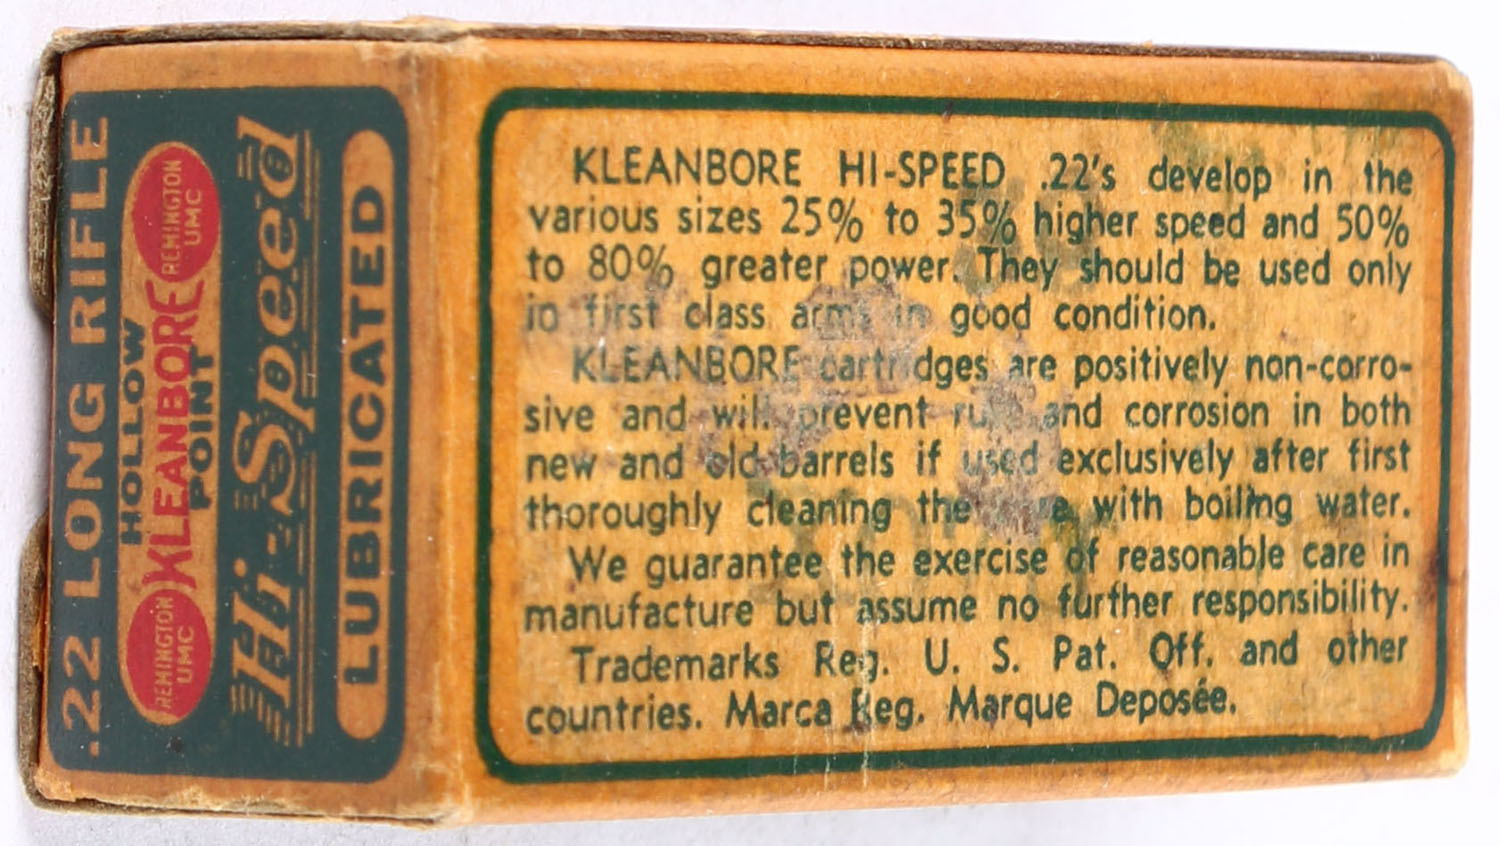 .22 LONG RIFLE
HOLLOW
REMINGTON
UMC
KLEANBORE
REMINGTON
UMC
POINT
Hi-Speed
LUBRICATED
KLEANBORE HI-SPEED .22's develop in the
various sizes 25% to 35% higher speed and 50%
to 80% greater power. They should be used only
in first class arms in good condition.
KLEANBORE cartridges are positively non-corro-
sive and will prevent and corrosion in both
new and old barrels if used exclusively after first
thoroughly cleaning the with boiling water.
We guarantee the exercise of reasonable care in
manufacture but assume no further responsibility.
Trademarks Reg. U. S. Pat. Off. and other
countries. Marca Reg. Marque Deposée.